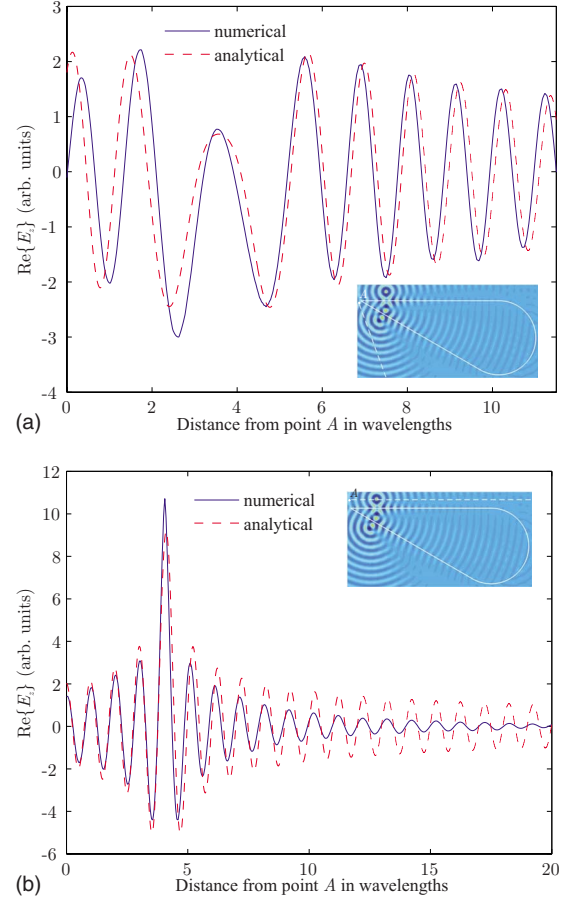 3
2
1
0
-1
-2
-3
-4
Re{E_z} (arb. units)
numerical
analytical
0 2 4 6 8 10
(a) Distance from point A in wavelengths
12
10
8
6
4
2
0
-2
-4
-6
Re{E_z} (arb. units)
numerical
analytical
A
0 5 10 15 20
(b) Distance from point A in wavelengths